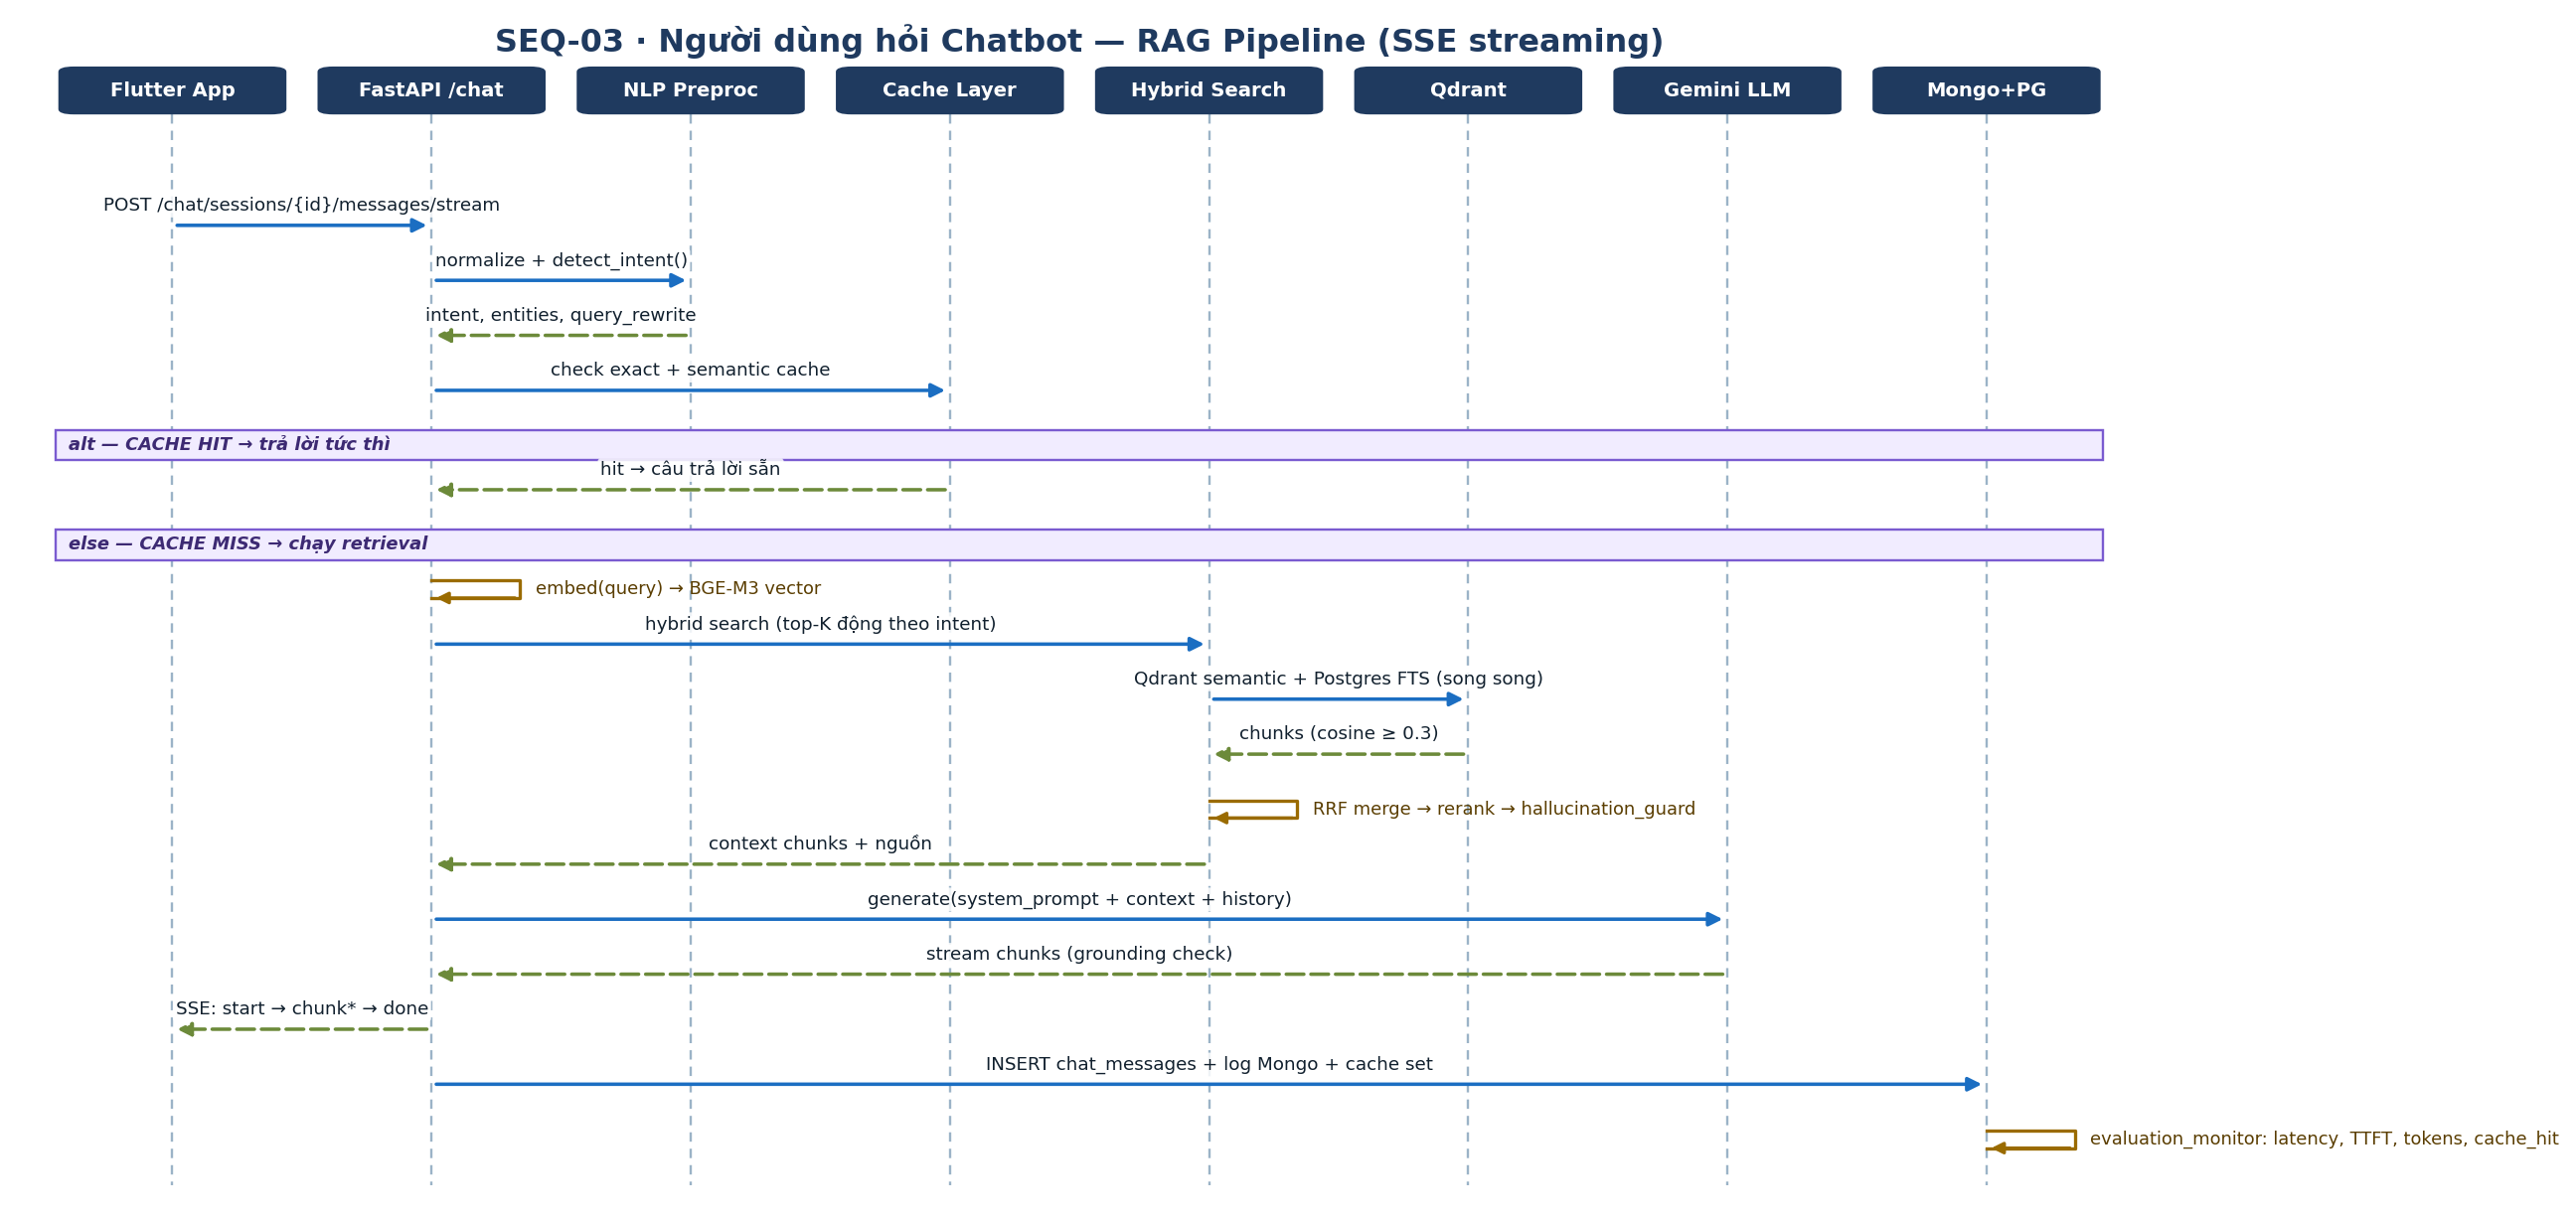 SEQ-03 · Người dùng hỏi Chatbot — RAG Pipeline (SSE streaming)
Flutter App
FastAPI /chat
NLP Preproc
Cache Layer
Hybrid Search
Qdrant
Gemini LLM
Mongo+PG
POST /chat/sessions/{id}/messages/stream
normalize + detect_intent()
intent, entities, query_rewrite
check exact + semantic cache
alt — CACHE HIT → trả lời tức thì
hit → câu trả lời sẵn
else — CACHE MISS → chạy retrieval
embed(query) → BGE-M3 vector
hybrid search (top-K động theo intent)
Qdrant semantic + Postgres FTS (song song)
chunks (cosine ≥ 0.3)
RRF merge → rerank → hallucination_guard
context chunks + nguồn
generate(system_prompt + context + history)
stream chunks (grounding check)
SSE: start → chunk* → done
INSERT chat_messages + log Mongo + cache set
evaluation_monitor: latency, TTFT, tokens, cache_hit